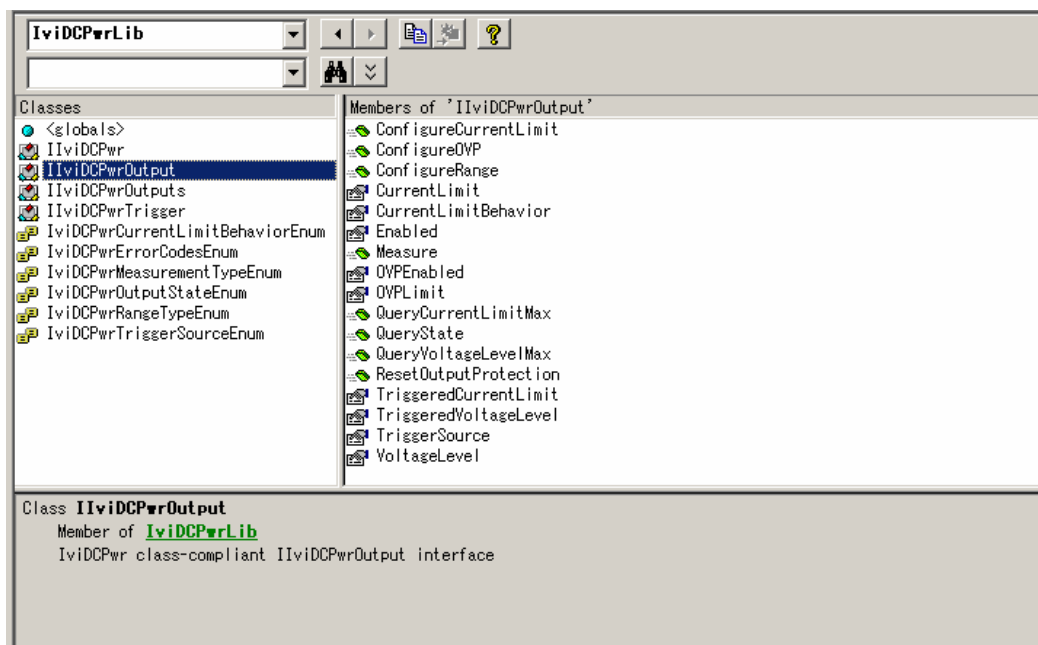 IviDCPwrLib
Classes
<globals>
IIviDCPwr
IIviDCPwrOutput
IIviDCPwrOutputs
IIviDCPwrTrigger
IviDCPwrCurrentLimitBehaviorEnum
IviDCPwrErrorCodesEnum
IviDCPwrMeasurementTypeEnum
IviDCPwrOutputStateEnum
IviDCPwrRangeTypeEnum
IviDCPwrTriggerSourceEnum
Members of 'IIviDCPwrOutput'
ConfigureCurrentLimit
ConfigureOVP
ConfigureRange
CurrentLimit
CurrentLimitBehavior
Enabled
Measure
OVPEnabled
OVPLimit
QueryCurrentLimitMax
QueryState
QueryVoltageLevelMax
ResetOutputProtection
TriggeredCurrentLimit
TriggeredVoltageLevel
TriggerSource
VoltageLevel
Class IIviDCPwrOutput
Member of IviDCPwrLib
IviDCPwr class-compliant IIviDCPwrOutput interface